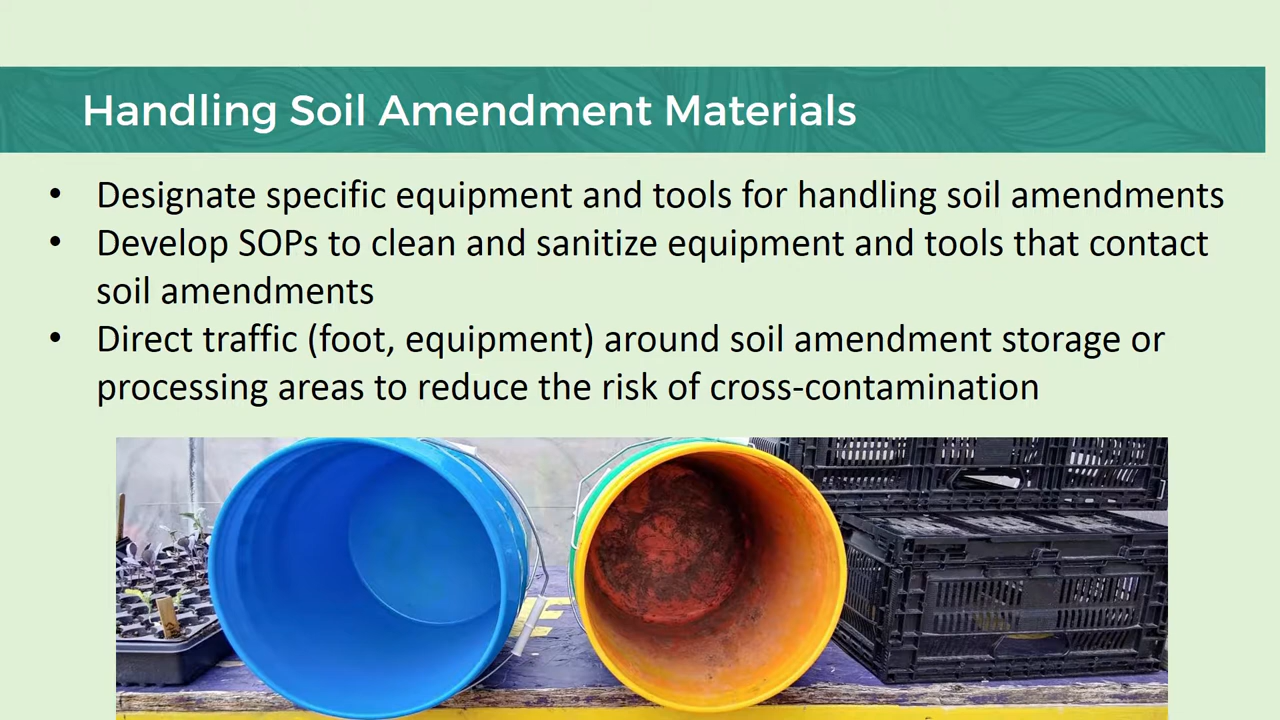 Handling Soil Amendment Materials
• Designate specific equipment and tools for handling soil amendments
• Develop SOPs to clean and sanitize equipment and tools that contact
soil amendments
• Direct traffic (foot, equipment) around soil amendment storage or
processing areas to reduce the risk of cross-contamination